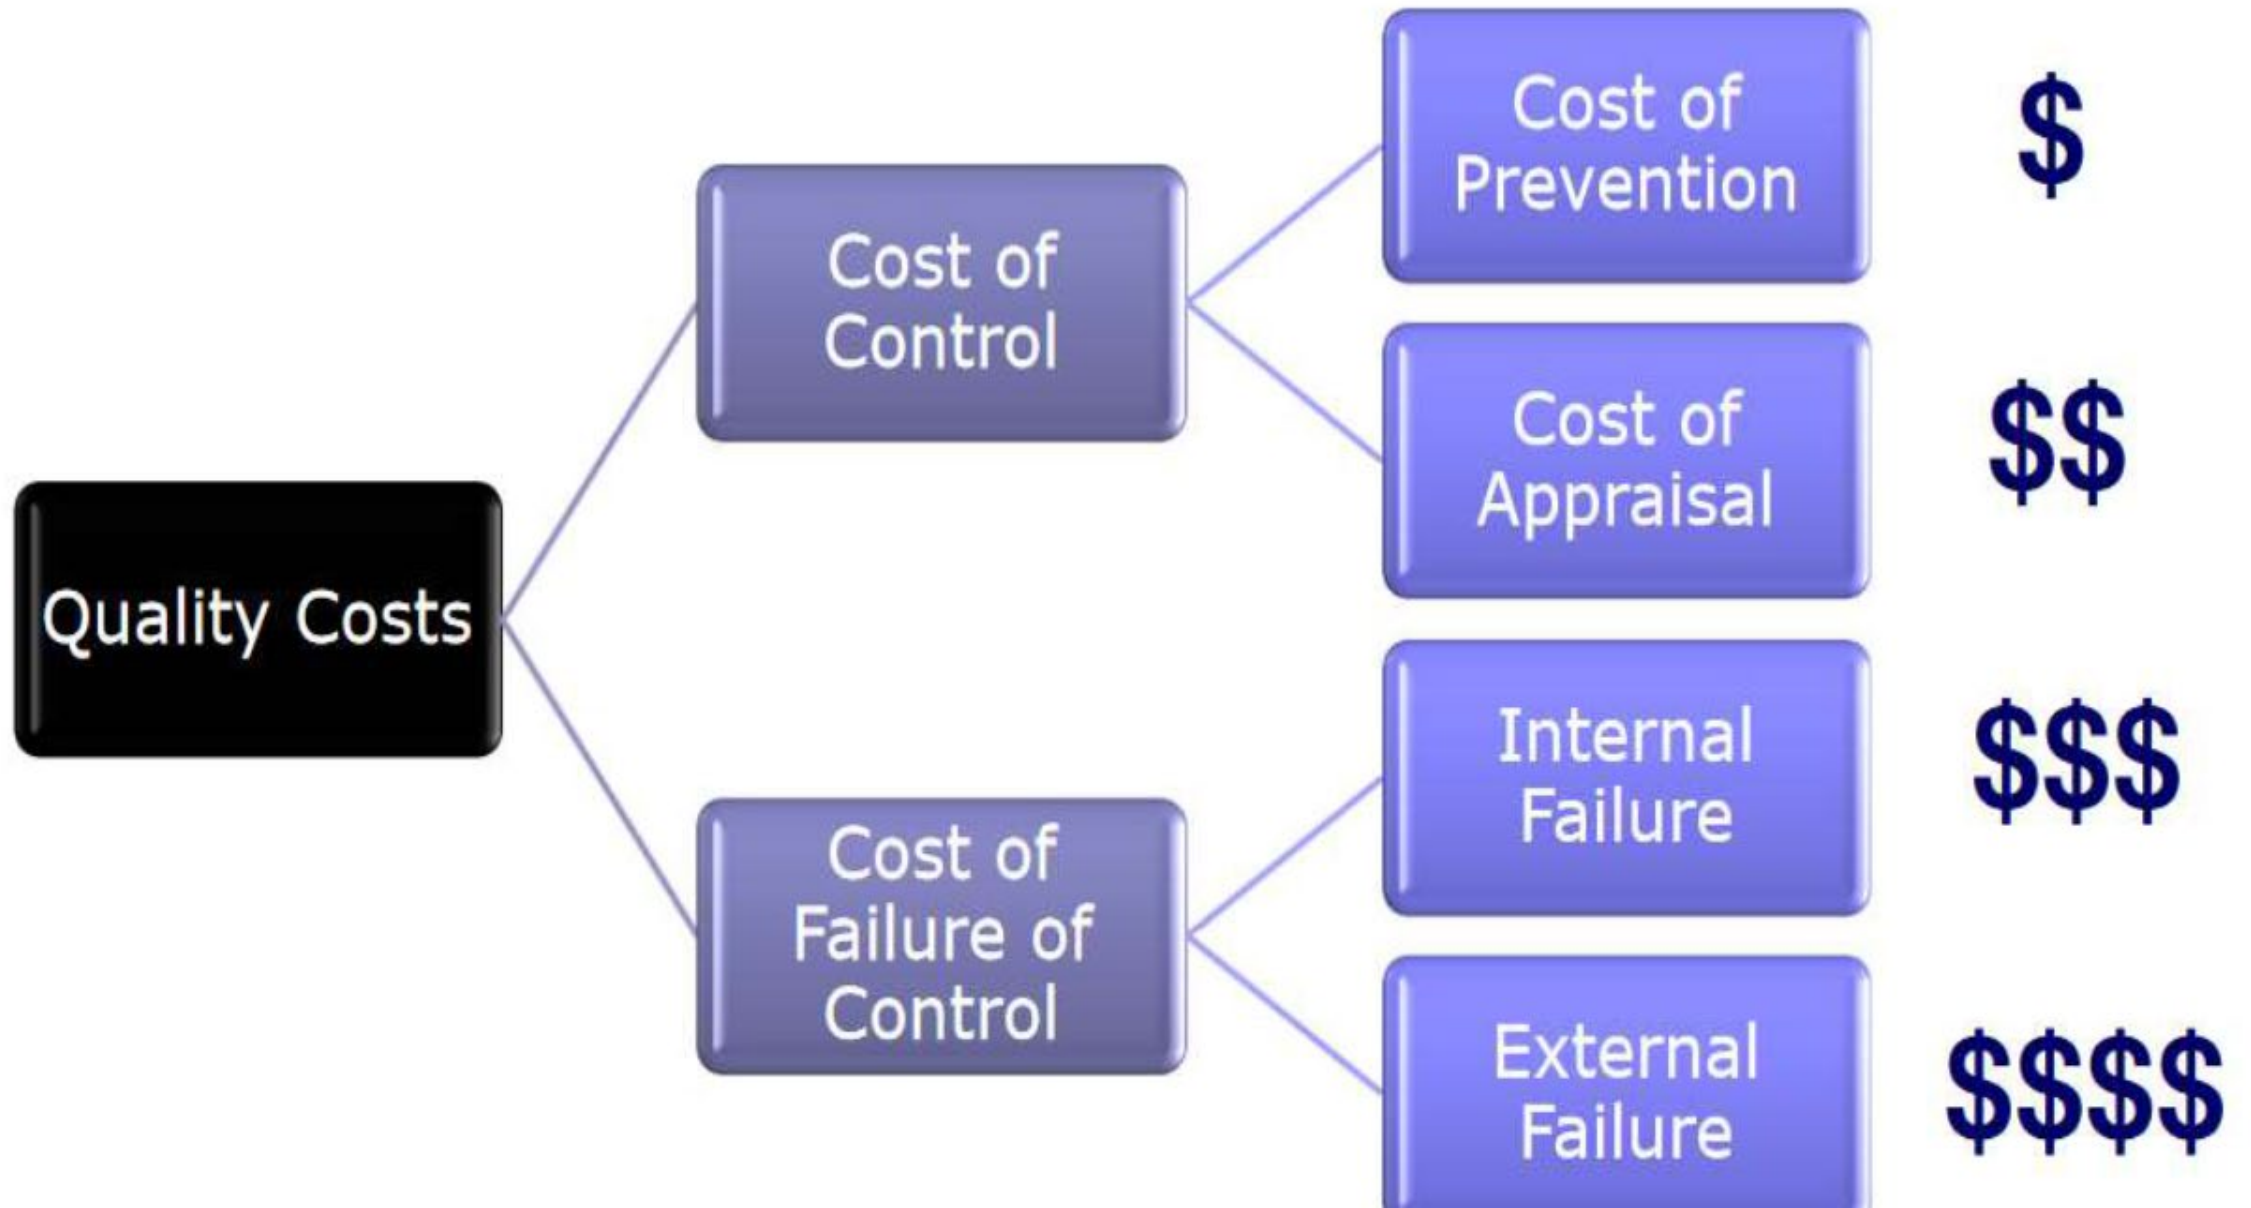 Quality Costs
Cost of
Control
Cost of
Failure of
Control
Cost of
Prevention
$
Cost of
Appraisal
$$
Internal
Failure
$$$
External
Failure
$$$$